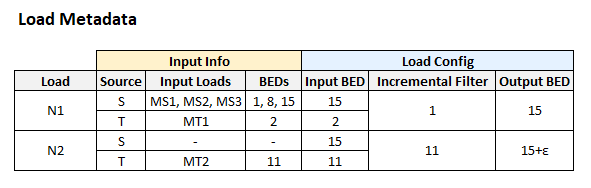 Load Metadata
Input Info Load Config
Load Source Input Loads BEDs Input BED Incremental Filter Output BED
N1 S MS1, MS2, MS3 1, 8, 15 15 1 15
T MT1 2 2
N2 S - - 15 11 15+ε
T MT2 11 11